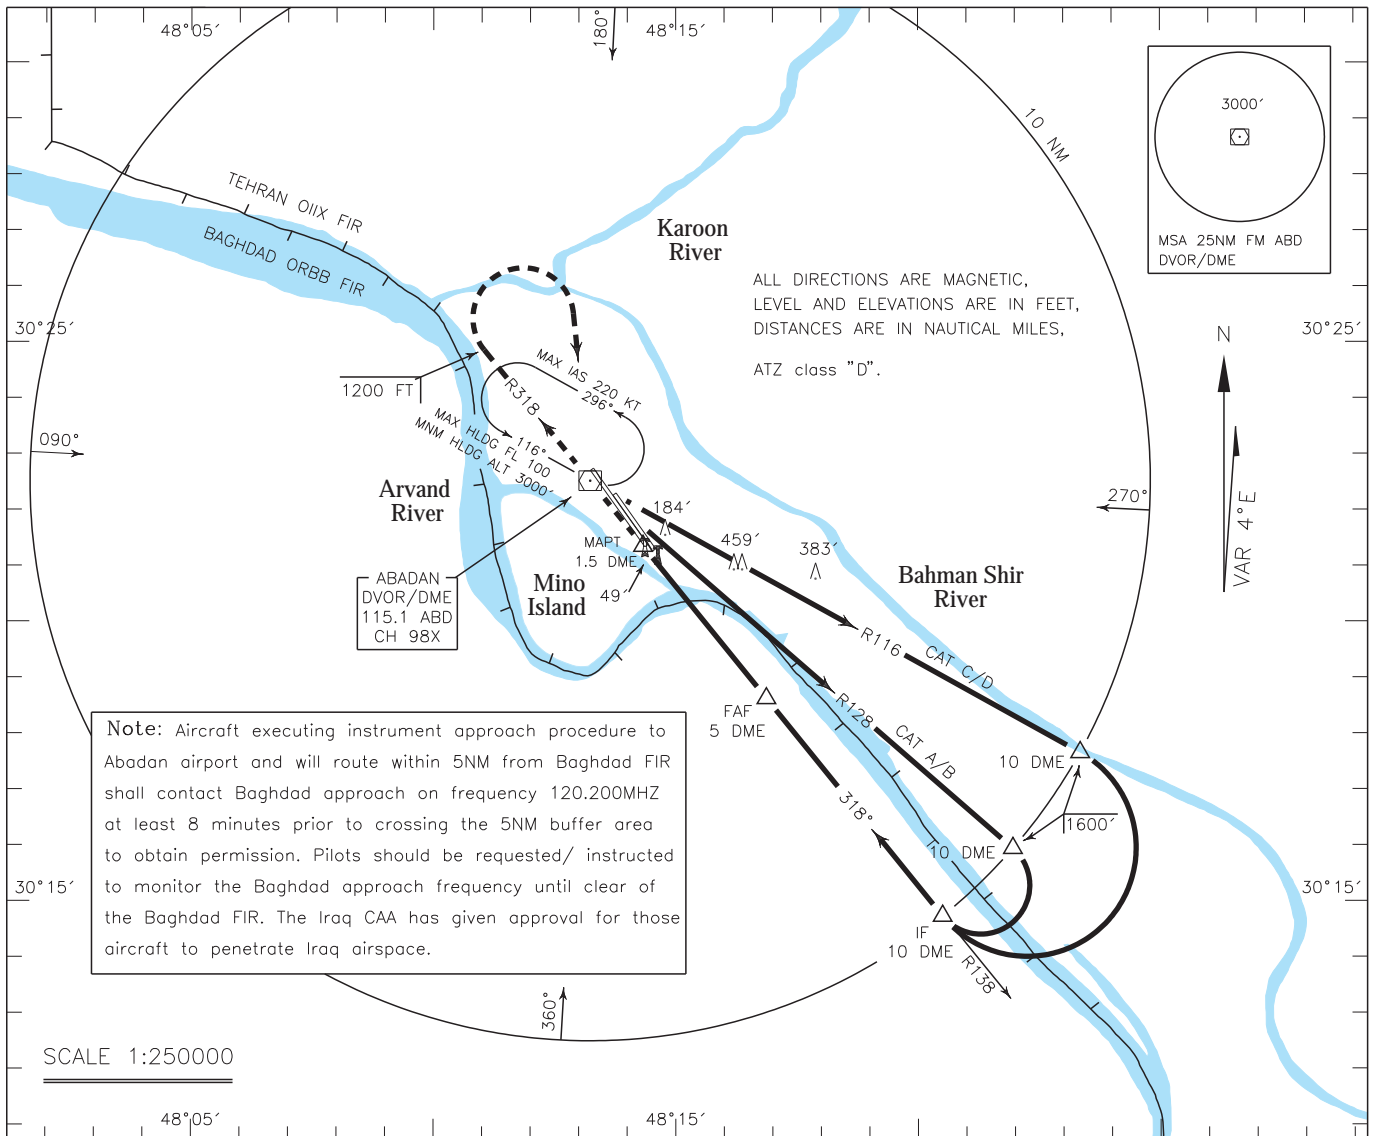 48°05′
180°
48°15′
10 NM
3000′
MSA 25NM FM ABD
DVOR/DME
TEHRAN OIIX FIR
BAGHDAD ORBB FIR
Karoon
River
ALL DIRECTIONS ARE MAGNETIC,
LEVEL AND ELEVATIONS ARE IN FEET,
DISTANCES ARE IN NAUTICAL MILES,
ATZ class "D".
30°25′
30°25′
N
VAR 4°E
1200 FT
R318
MAX IAS 220 KT
296°
116°
MAX HLDG FL 100
MNM HLDG ALT 3000′
090°
270°
Arvand
River
184′
459′
383′
MAPT
1.5 DME
49′
Mino
Island
Bahman Shir
River
ABADAN
DVOR/DME
115.1 ABD
CH 98X
R116
CAT C/D
R128
CAT A/B
FAF
5 DME
318°
10 DME
1600′
10 DME
IF
10 DME
R138
Note: Aircraft executing instrument approach procedure to
Abadan airport and will route within 5NM from Baghdad FIR
shall contact Baghdad approach on frequency 120.200MHZ
at least 8 minutes prior to crossing the 5NM buffer area
to obtain permission. Pilots should be requested/ instructed
to monitor the Baghdad approach frequency until clear of
the Baghdad FIR. The Iraq CAA has given approval for those
aircraft to penetrate Iraq airspace.
30°15′
30°15′
360°
SCALE 1:250000
48°05′
48°15′